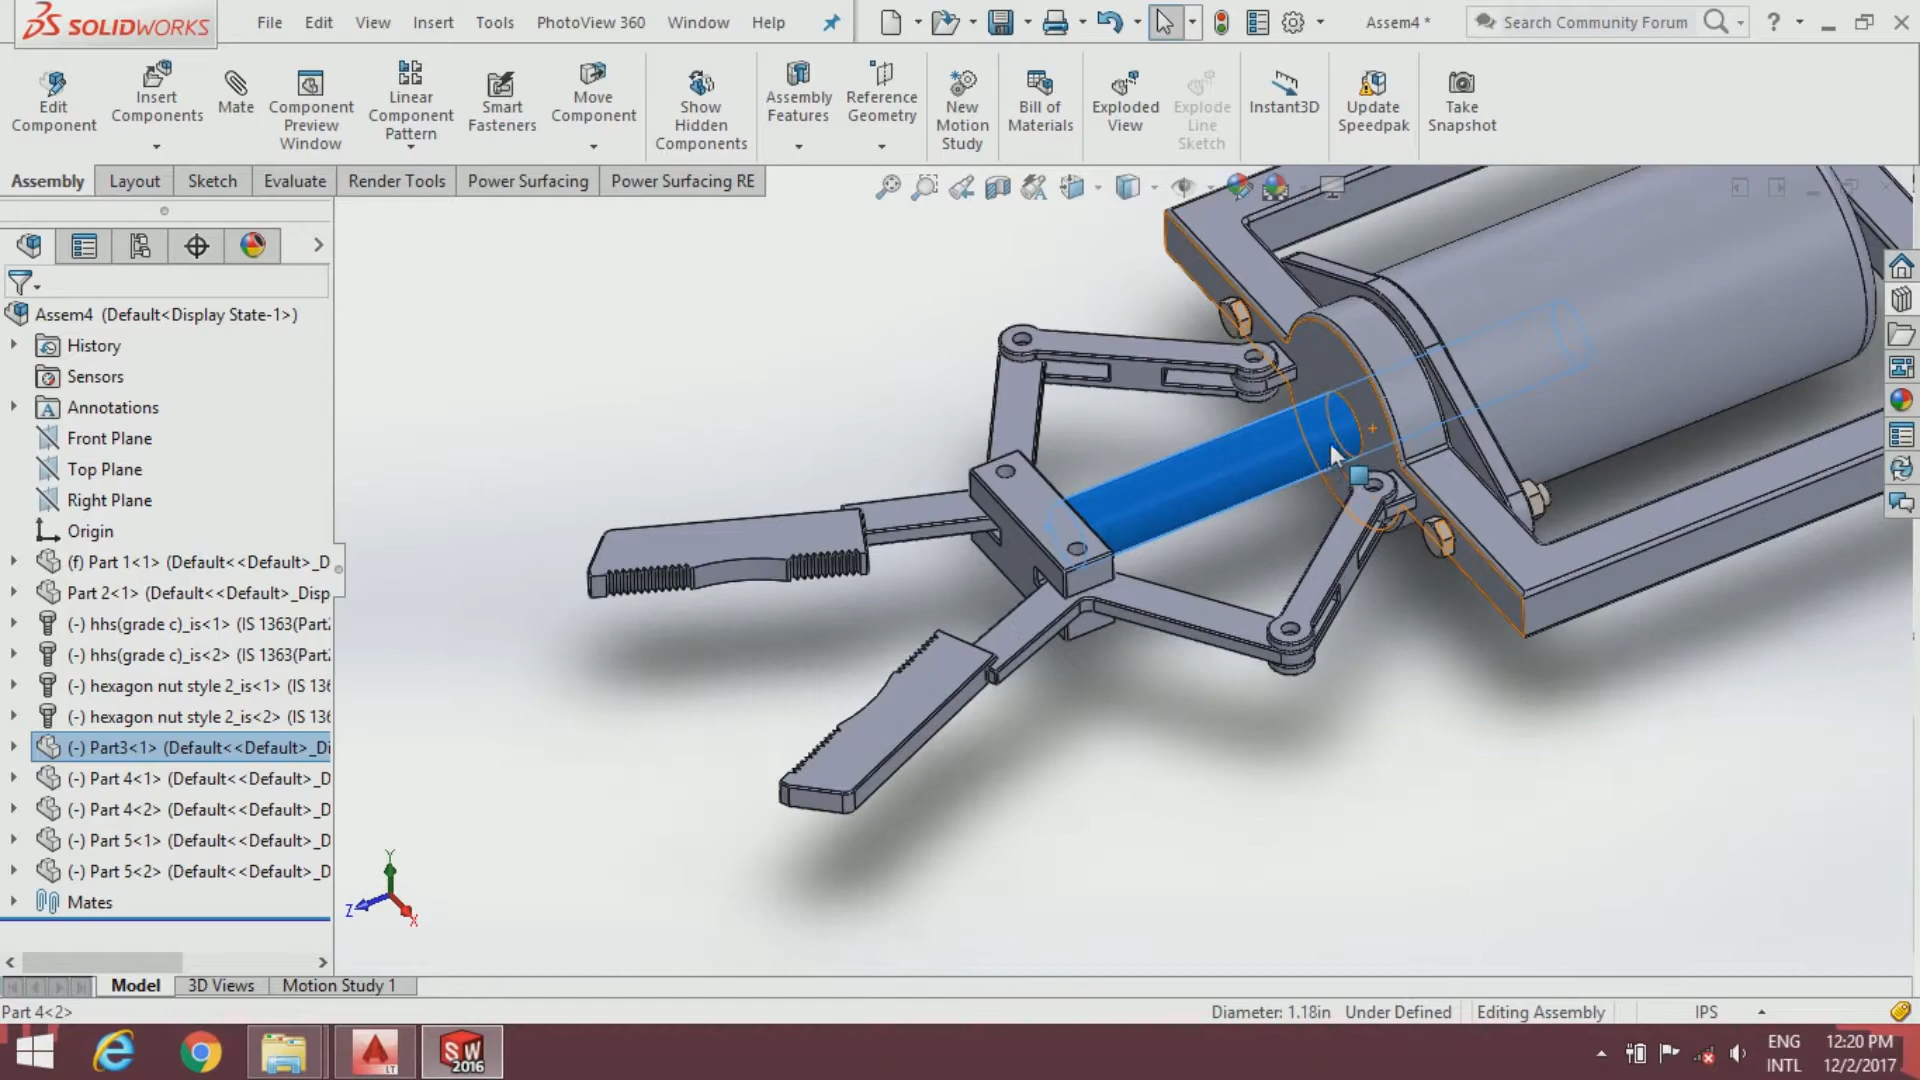 SOLIDWORKS
File Edit View Insert Tools PhotoView 360 Window Help
Assem4 *
Search Community Forum
?
Edit Component
Insert Components
Mate
Component Preview Window
Linear Component Pattern
Smart Fasteners
Move Component
Show Hidden Components
Assembly Features
Reference Geometry
New Motion Study
Bill of Materials
Exploded View
Explode Line Sketch
Instant3D
Update Speedpak
Take Snapshot
Assembly Layout Sketch Evaluate Render Tools Power Surfacing Power Surfacing RE
Assem4 (Default<Display State-1>)
History
Sensors
A Annotations
Front Plane
Top Plane
Right Plane
Origin
(f) Part 1<1> (Default<<Default>_D
Part 2<1> (Default<<Default>_Disp
(-) hhs(grade c)_is<1> (IS 1363(Part
(-) hhs(grade c)_is<2> (IS 1363(Part
(-) hexagon nut style 2_is<1> (IS 136
(-) hexagon nut style 2_is<2> (IS 136
(-) Part3<1> (Default<<Default>_Di
(-) Part 4<1> (Default<<Default>_D
(-) Part 4<2> (Default<<Default>_D
(-) Part 5<1> (Default<<Default>_D
(-) Part 5<2> (Default<<Default>_D
Mates
Y
Z
X
Model 3D Views Motion Study 1
Part 4<2>
Diameter: 1.18in Under Defined Editing Assembly IPS
LT
SW
2016
ENG
INTL
12:20 PM
12/2/2017